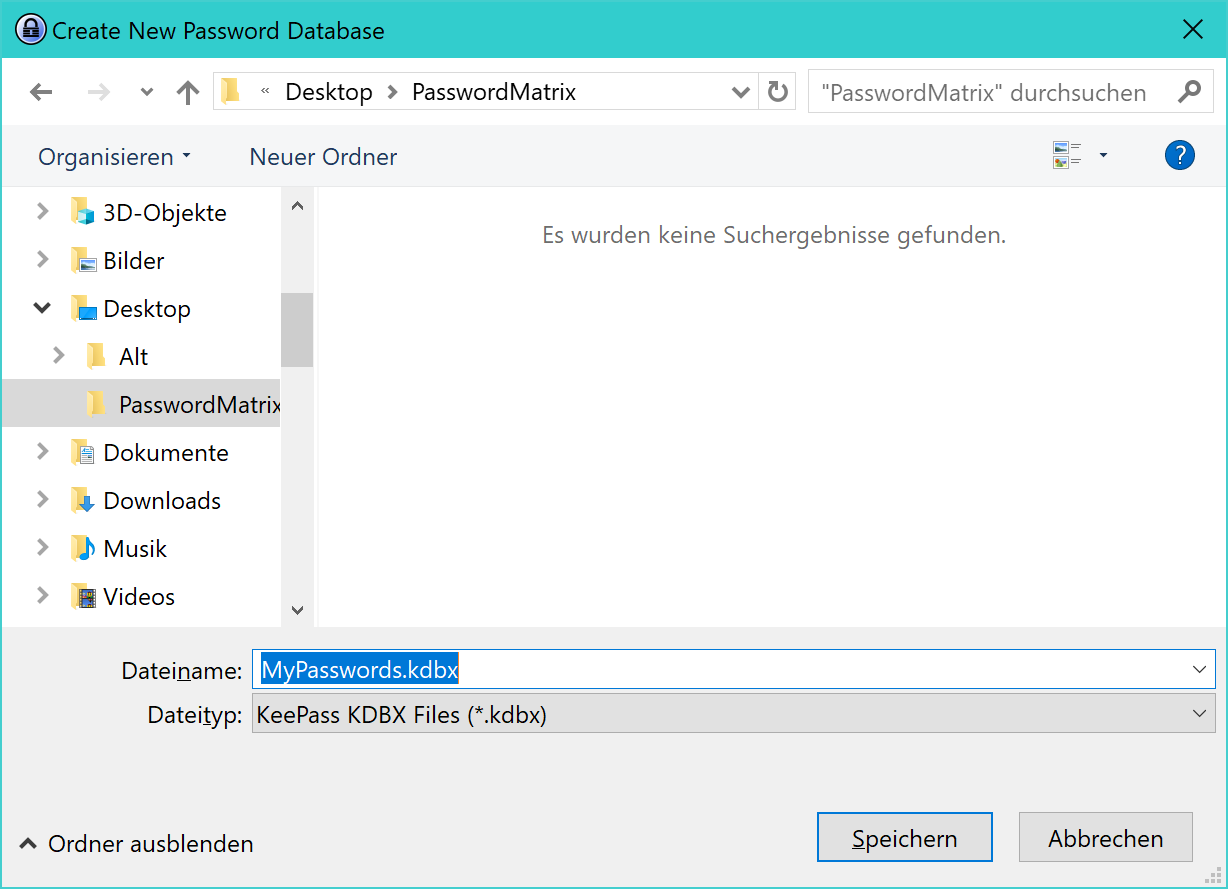 Create New Password Database
« Desktop > PasswordMatrix
"PasswordMatrix" durchsuchen
Organisieren
Neuer Ordner
?
3D-Objekte
Bilder
Desktop
Alt
PasswordMatrix
Dokumente
Downloads
Musik
Videos
Es wurden keine Suchergebnisse gefunden.
Dateiname: MyPasswords.kdbx
Dateityp: KeePass KDBX Files (*.kdbx)
Ordner ausblenden
Speichern
Abbrechen